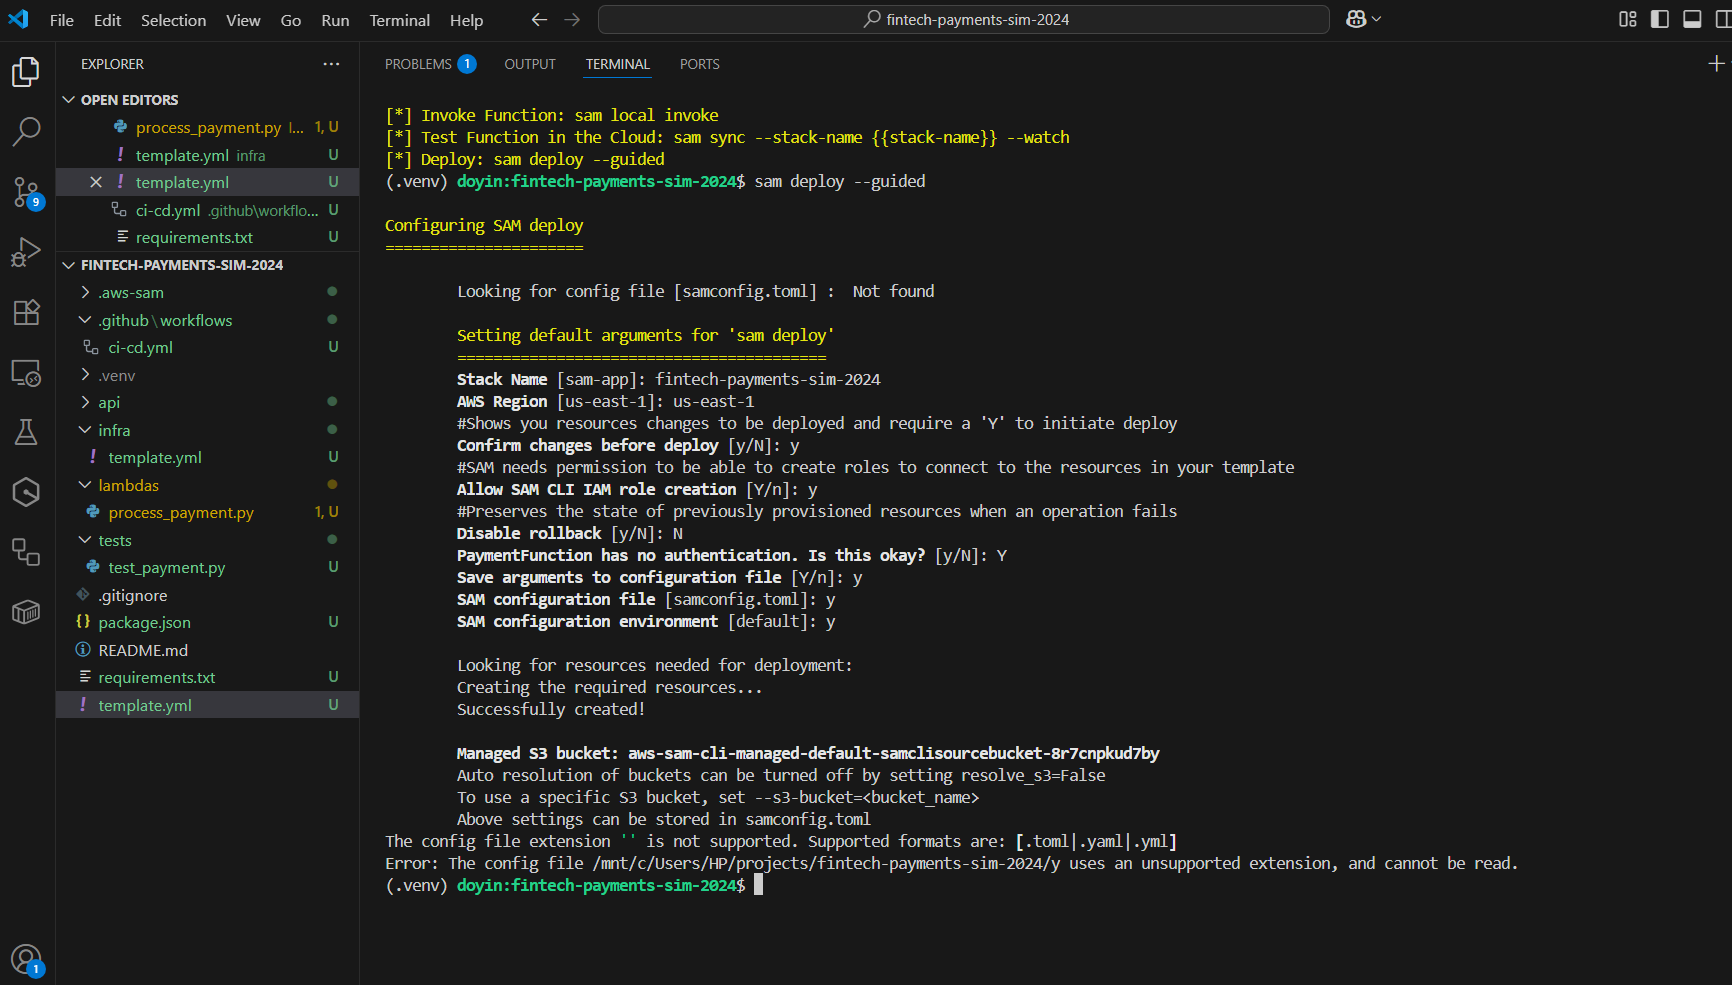 File Edit Selection View Go Run Terminal Help
fintech-payments-sim-2024
EXPLORER
OPEN EDITORS
process_payment.py l... 1, U
template.yml infra U
template.yml U
ci-cd.yml .github\workflo... U
requirements.txt U
FINTECH-PAYMENTS-SIM-2024
.aws-sam
.github\workflows
ci-cd.yml U
.venv
api
infra
template.yml U
lambdas
process_payment.py 1, U
tests
test_payment.py U
.gitignore
package.json U
README.md
requirements.txt U
template.yml U
9
1
PROBLEMS 1 OUTPUT TERMINAL PORTS
[*] Invoke Function: sam local invoke
[*] Test Function in the Cloud: sam sync --stack-name {{stack-name}} --watch
[*] Deploy: sam deploy --guided
(.venv) doyin:fintech-payments-sim-2024$ sam deploy --guided
Configuring SAM deploy
======================
Looking for config file [samconfig.toml] :  Not found
Setting default arguments for 'sam deploy'
=========================================
Stack Name [sam-app]: fintech-payments-sim-2024
AWS Region [us-east-1]: us-east-1
#Shows you resources changes to be deployed and require a 'Y' to initiate deploy
Confirm changes before deploy [y/N]: y
#SAM needs permission to be able to create roles to connect to the resources in your template
Allow SAM CLI IAM role creation [Y/n]: y
#Preserves the state of previously provisioned resources when an operation fails
Disable rollback [y/N]: N
PaymentFunction has no authentication. Is this okay? [y/N]: Y
Save arguments to configuration file [Y/n]: y
SAM configuration file [samconfig.toml]: y
SAM configuration environment [default]: y
Looking for resources needed for deployment:
Creating the required resources...
Successfully created!
Managed S3 bucket: aws-sam-cli-managed-default-samclisourcebucket-8r7cnpkud7by
Auto resolution of buckets can be turned off by setting resolve_s3=False
To use a specific S3 bucket, set --s3-bucket=<bucket_name>
Above settings can be stored in samconfig.toml
The config file extension '' is not supported. Supported formats are: [.toml|.yaml|.yml]
Error: The config file /mnt/c/Users/HP/projects/fintech-payments-sim-2024/y uses an unsupported extension, and cannot be read.
(.venv) doyin:fintech-payments-sim-2024$